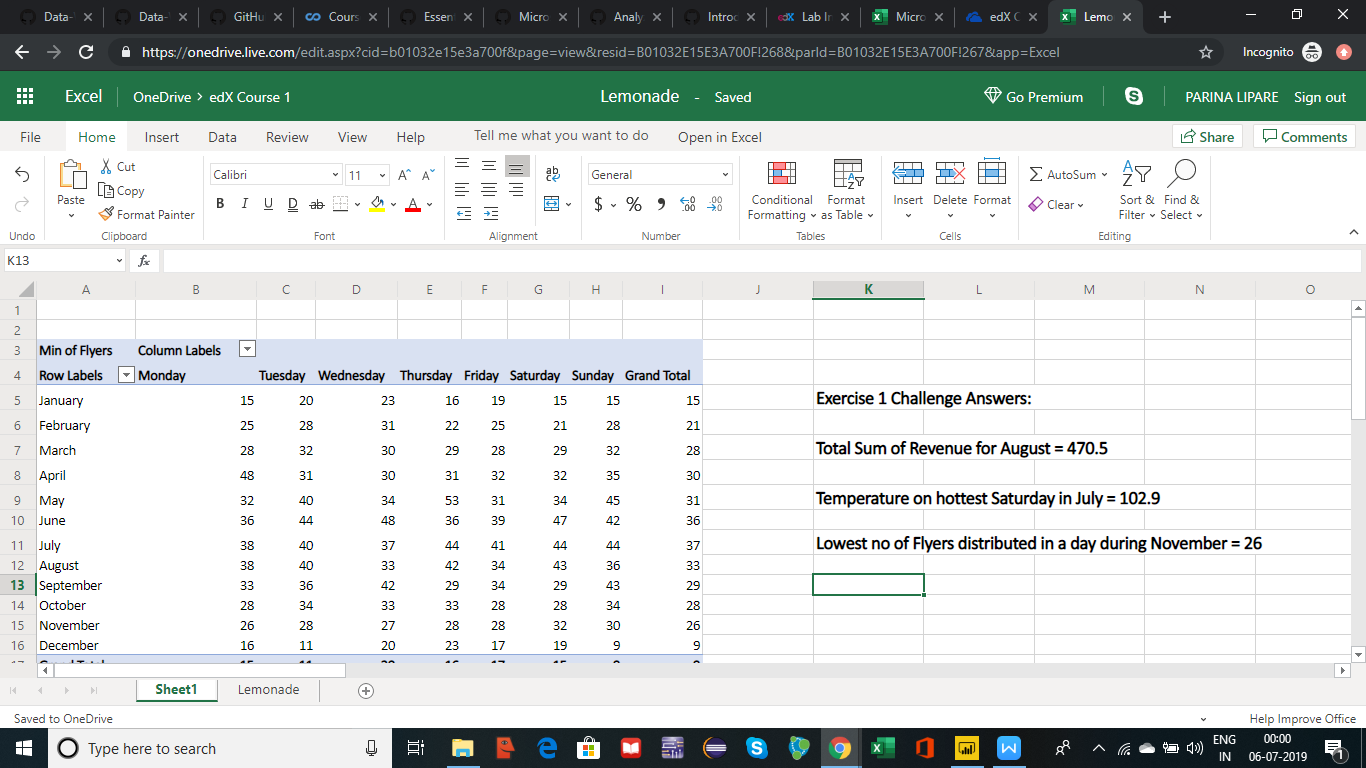 Data- Data- GitHu Cours Essen Micro Analy Introc Lab Ir Micro edX C Lemo
https://onedrive.live.com/edit.aspx?cid=b01032e15e3a700f&page=view&resid=B01032E15E3A700F!268&parId=B01032E15E3A700F!267&app=Excel Incognito
Excel OneDrive > edX Course 1 Lemonade - Saved Go Premium PARINA LIPARE Sign out
File Home Insert Data Review View Help Tell me what you want to do Open in Excel Share Comments
Cut
Copy
Format Painter
Paste
Calibri 11
B I U D ab A
General
$ % 9 .00 .00
Conditional Formatting
Format as Table
Insert Delete Format
AutoSum
Clear
Sort & Filter
Find & Select
Undo Clipboard Font Alignment Number Tables Cells Editing
K13 fx
A B C D E F G H I J K L M N O
1
2
3 Min of Flyers Column Labels
4 Row Labels Monday Tuesday Wednesday Thursday Friday Saturday Sunday Grand Total
5 January 15 20 23 16 19 15 15 15 Exercise 1 Challenge Answers:
6 February 25 28 31 22 25 21 28 21
7 March 28 32 30 29 28 29 32 28 Total Sum of Revenue for August = 470.5
8 April 48 31 30 31 32 32 35 30
9 May 32 40 34 53 31 34 45 31 Temperature on hottest Saturday in July = 102.9
10 June 36 44 48 36 39 47 42 36
11 July 38 40 37 44 41 44 44 37 Lowest no of Flyers distributed in a day during November = 26
12 August 38 40 33 42 34 43 36 33
13 September 33 36 42 29 34 29 43 29
14 October 28 34 33 33 28 28 34 28
15 November 26 28 27 28 28 32 30 26
16 December 16 11 20 23 17 19 9 9
Sheet1 Lemonade
Saved to OneDrive Help Improve Office
Type here to search ENG IN 00:00 06-07-2019 1